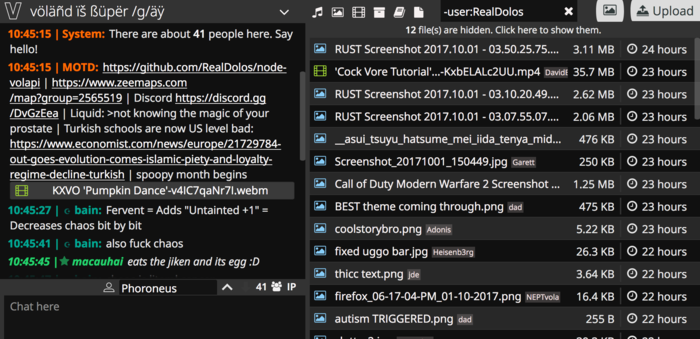 völäñd ïš ßüpër /g/äÿ
10:45:15 | System: There are about 41 people here. Say
hello!
10:45:15 | MOTD: https://github.com/RealDolos/node-
volapi | https://www.zeemaps.com
/map?group=2565519 | Discord https://discord.gg
/DvGzEea | Liquid: >not knowing the magic of your
prostate | Turkish schools are now US level bad:
https://www.economist.com/news/europe/21729784-
out-goes-evolution-comes-islamic-piety-and-loyalty-
regime-decline-turkish | spoopy month begins
KXVO 'Pumpkin Dance'-v4IC7qaNr7I.webm
10:45:27 | bain: Fervent = Adds "Untainted +1" =
Decreases chaos bit by bit
10:45:41 | bain: also fuck chaos
10:45:45 | macauhai eats the jiken and its egg :D
Phoroneus 41 IP
Chat here
-user:RealDolos Upload
12 file(s) are hidden. Click here to show them.
RUST Screenshot 2017.10.01 - 03.50.25.75.... 3.11 MB 24 hours
'Cock Vore Tutorial'...-KxbELALc2UU.mp4 DavidE 35.7 MB 23 hours
RUST Screenshot 2017.10.01 - 03.10.20.49.... 2.62 MB 23 hours
RUST Screenshot 2017.10.01 - 03.07.55.07.... 2.06 MB 23 hours
__asui_tsuyu_hatsume_mei_iida_tenya_mid... 476 KB 23 hours
Screenshot_20171001_150449.jpg Garett 250 KB 23 hours
Call of Duty Modern Warfare 2 Screenshot ... 1.25 MB 23 hours
BEST theme coming through.png dad 475 KB 23 hours
coolstorybro.png Adonis 5.22 KB 23 hours
fixed uggo bar.jpg Heisenb3rg 26.3 KB 22 hours
thicc text.png jde 3.64 KB 22 hours
firefox_06-17-04-PM_01-10-2017.png NEPTvola 16.4 KB 22 hours
autism TRIGGERED.png dad 255 B 22 hours